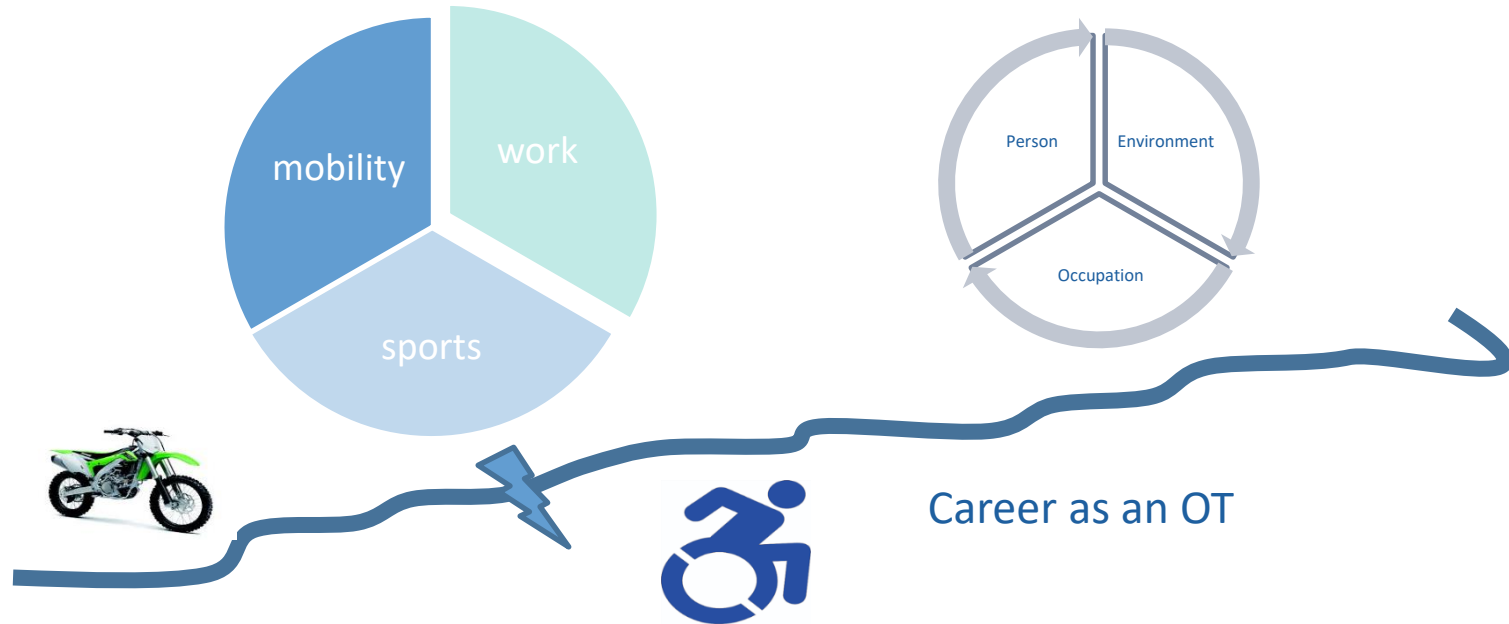 mobility
work
sports
Person
Environment
Occupation
Career as an OT